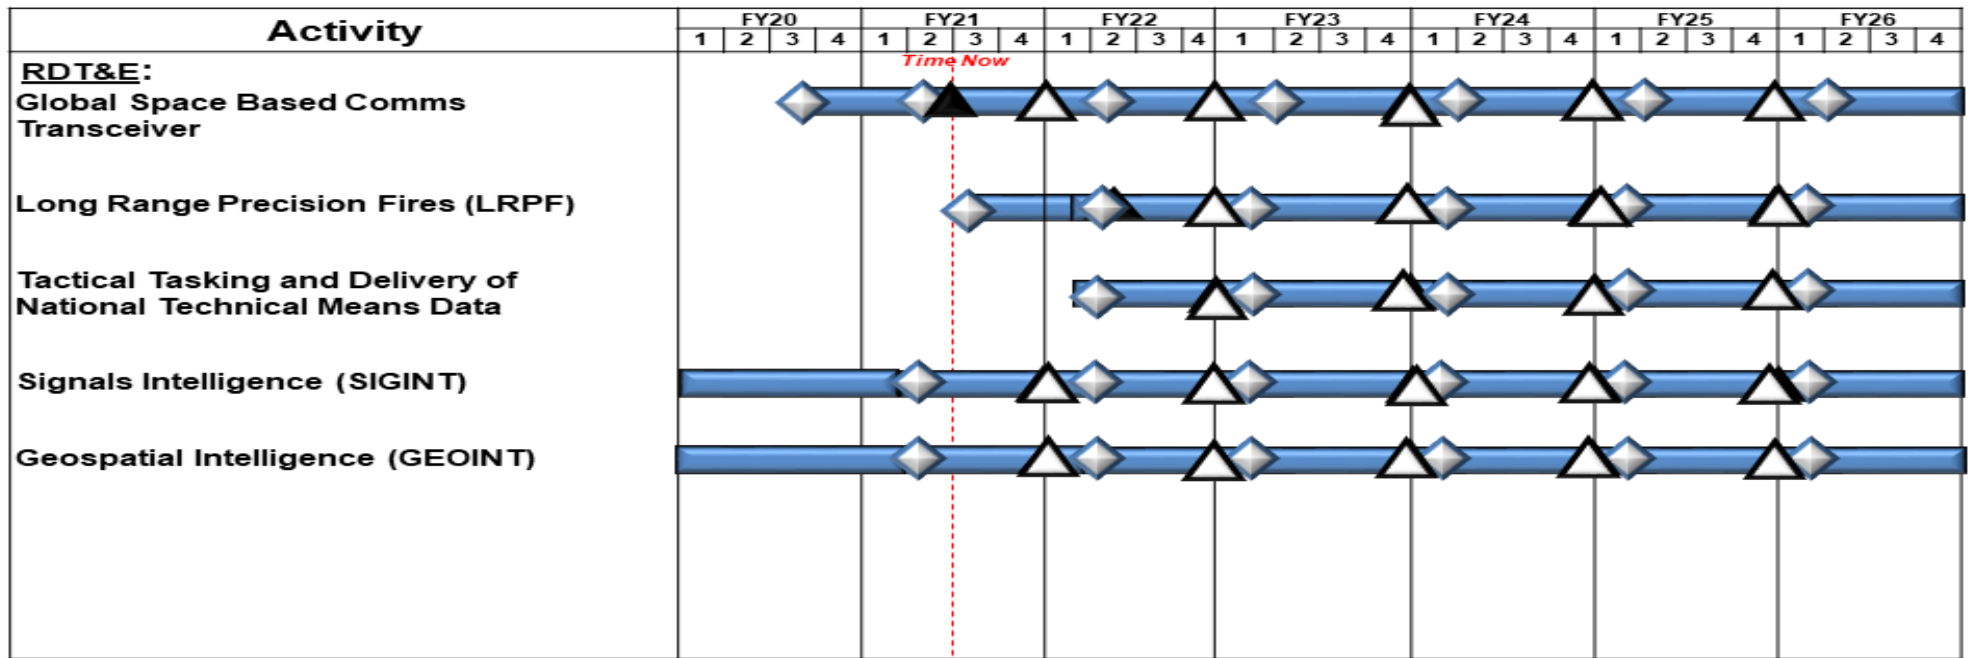 Activity
FY20 FY21 FY22 FY23 FY24 FY25 FY26
1 2 3 4 1 2 3 4 1 2 3 4 1 2 3 4 1 2 3 4 1 2 3 4 1 2 3 4
Time Now
RDT&E:
Global Space Based Comms
Transceiver
Long Range Precision Fires (LRPF)
Tactical Tasking and Delivery of
National Technical Means Data
Signals Intelligence (SIGINT)
Geospatial Intelligence (GEOINT)